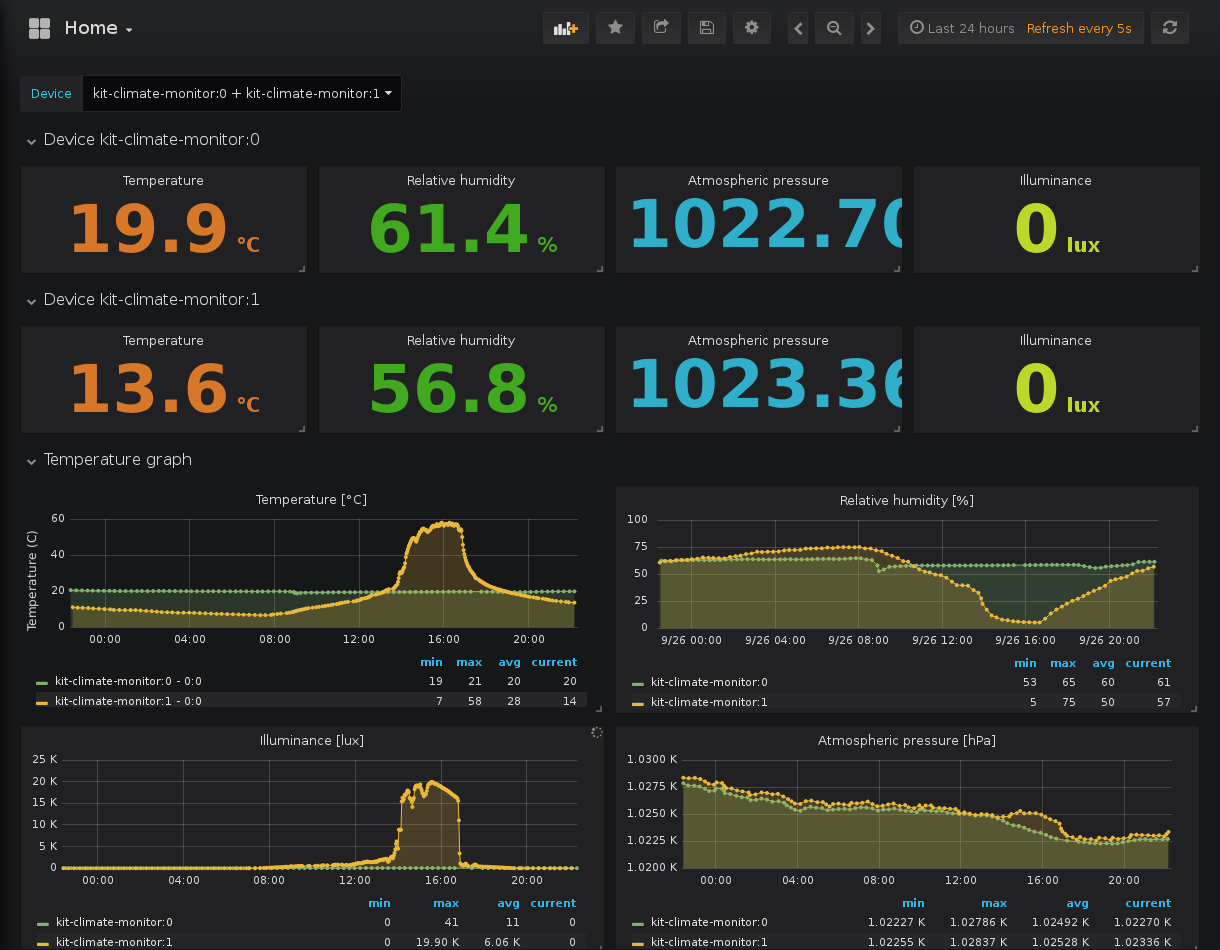 Home
Last 24 hours Refresh every 5s
Device kit-climate-monitor:0 + kit-climate-monitor:1
Device kit-climate-monitor:0
Temperature Relative humidity Atmospheric pressure Illuminance
19.9 °C 61.4 % 1022.70 0 lux
Device kit-climate-monitor:1
Temperature Relative humidity Atmospheric pressure Illuminance
13.6 °C 56.8 % 1023.36 0 lux
Temperature graph
Temperature [°C]
Temperature (C)
60
40
20
0
00:00 04:00 08:00 12:00 16:00 20:00
min max avg current
kit-climate-monitor:0 - 0:0 19 21 20 20
kit-climate-monitor:1 - 0:0 7 58 28 14
Relative humidity [%]
100
75
50
25
0
9/26 00:00 9/26 04:00 9/26 08:00 9/26 12:00 9/26 16:00 9/26 20:00
min max avg current
kit-climate-monitor:0 53 65 60 61
kit-climate-monitor:1 5 75 50 57
Illuminance [lux]
25 K
20 K
15 K
10 K
5 K
0
00:00 04:00 08:00 12:00 16:00 20:00
min max avg current
kit-climate-monitor:0 0 41 11 0
kit-climate-monitor:1 0 19.90 K 6.06 K 0
Atmospheric pressure [hPa]
1.0300 K
1.0275 K
1.0250 K
1.0225 K
1.0200 K
00:00 04:00 08:00 12:00 16:00 20:00
min max avg current
kit-climate-monitor:0 1.02227 K 1.02786 K 1.02492 K 1.02270 K
kit-climate-monitor:1 1.02255 K 1.02837 K 1.02528 K 1.02336 K